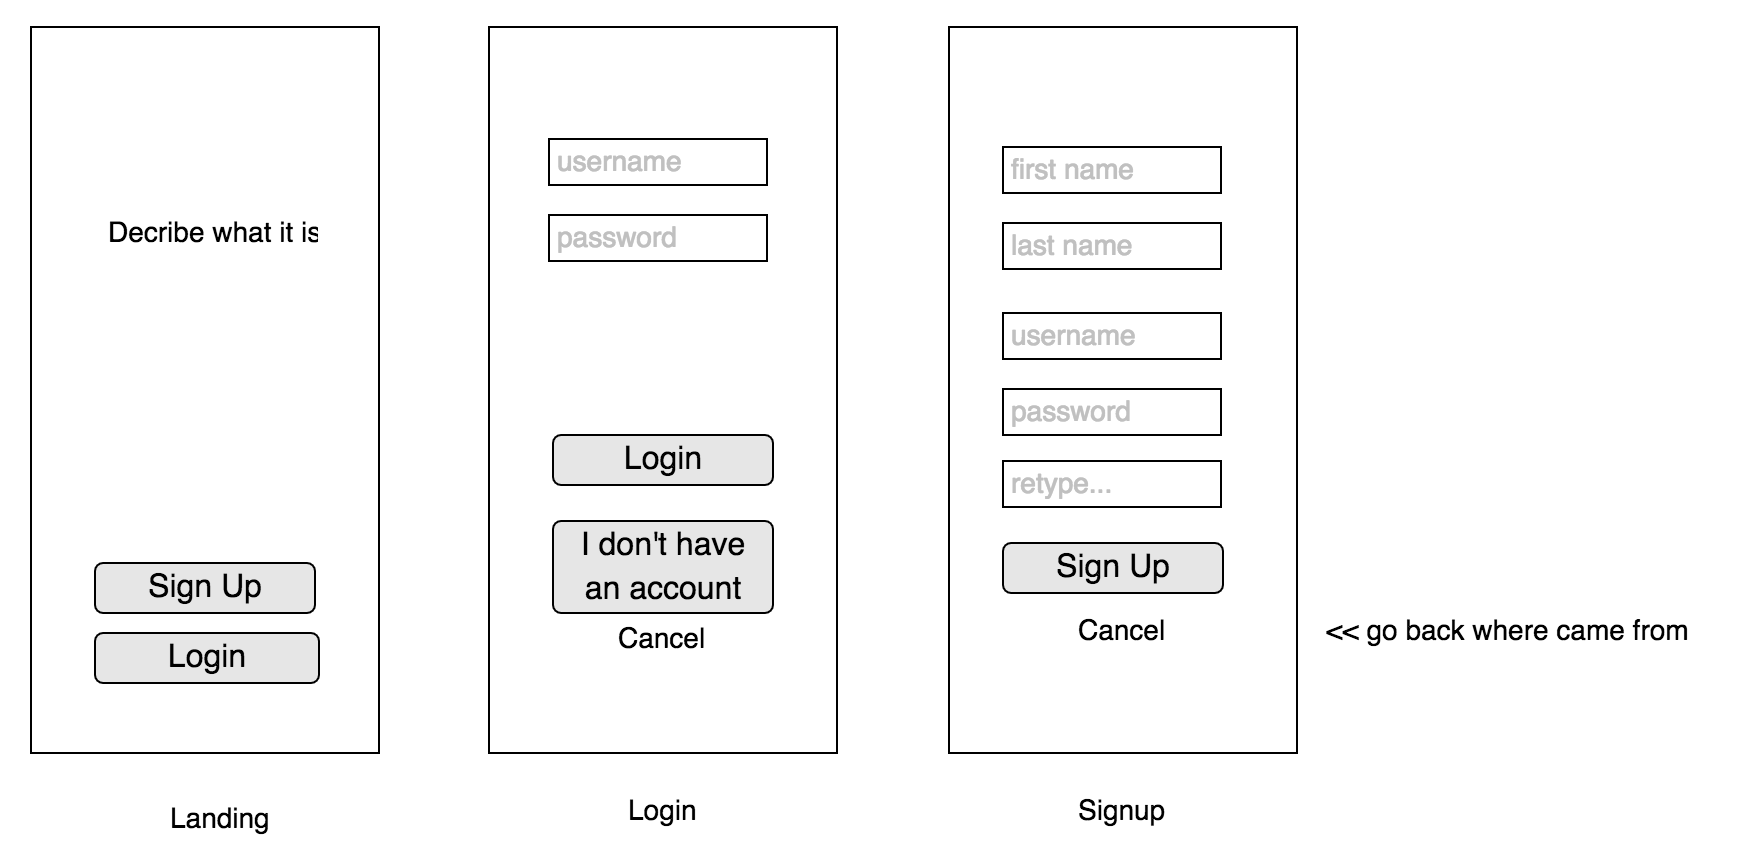 Decribe what it is
Sign Up
Login
Landing
username
password
Login
I don't have
an account
Cancel
Login
first name
last name
username
password
retype...
Sign Up
Cancel
<< go back where came from
Signup